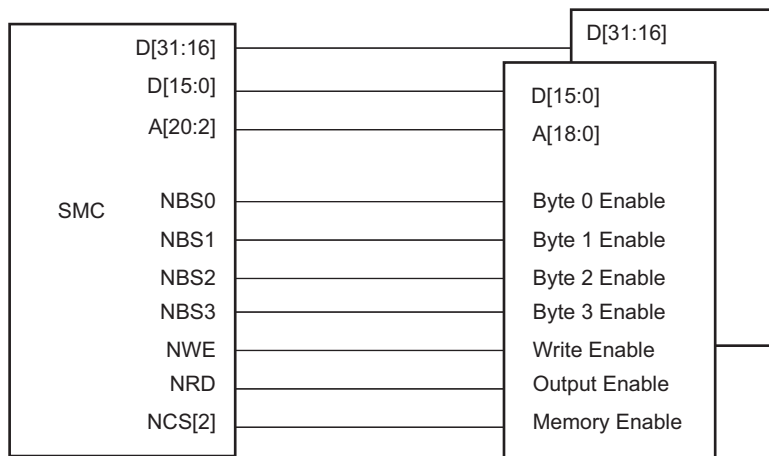 D[31:16] D[31:16]
D[15:0] D[15:0]
A[20:2] A[18:0]
SMC NBS0 Byte 0 Enable
NBS1 Byte 1 Enable
NBS2 Byte 2 Enable
NBS3 Byte 3 Enable
NWE Write Enable
NRD Output Enable
NCS[2] Memory Enable